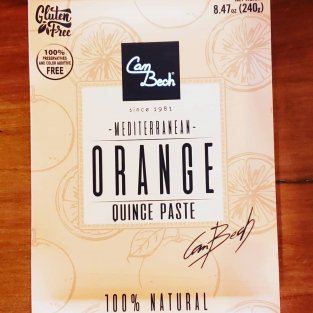 Gluten
Free
8.47oz (240g)
100%
PRESERVATIVES
AND COLOR ADDITIVE
FREE
Can
Bech
since 1981
-MEDITERRANEAN-
ORANGE
QUINCE PASTE
Can Bech
100% NATURAL